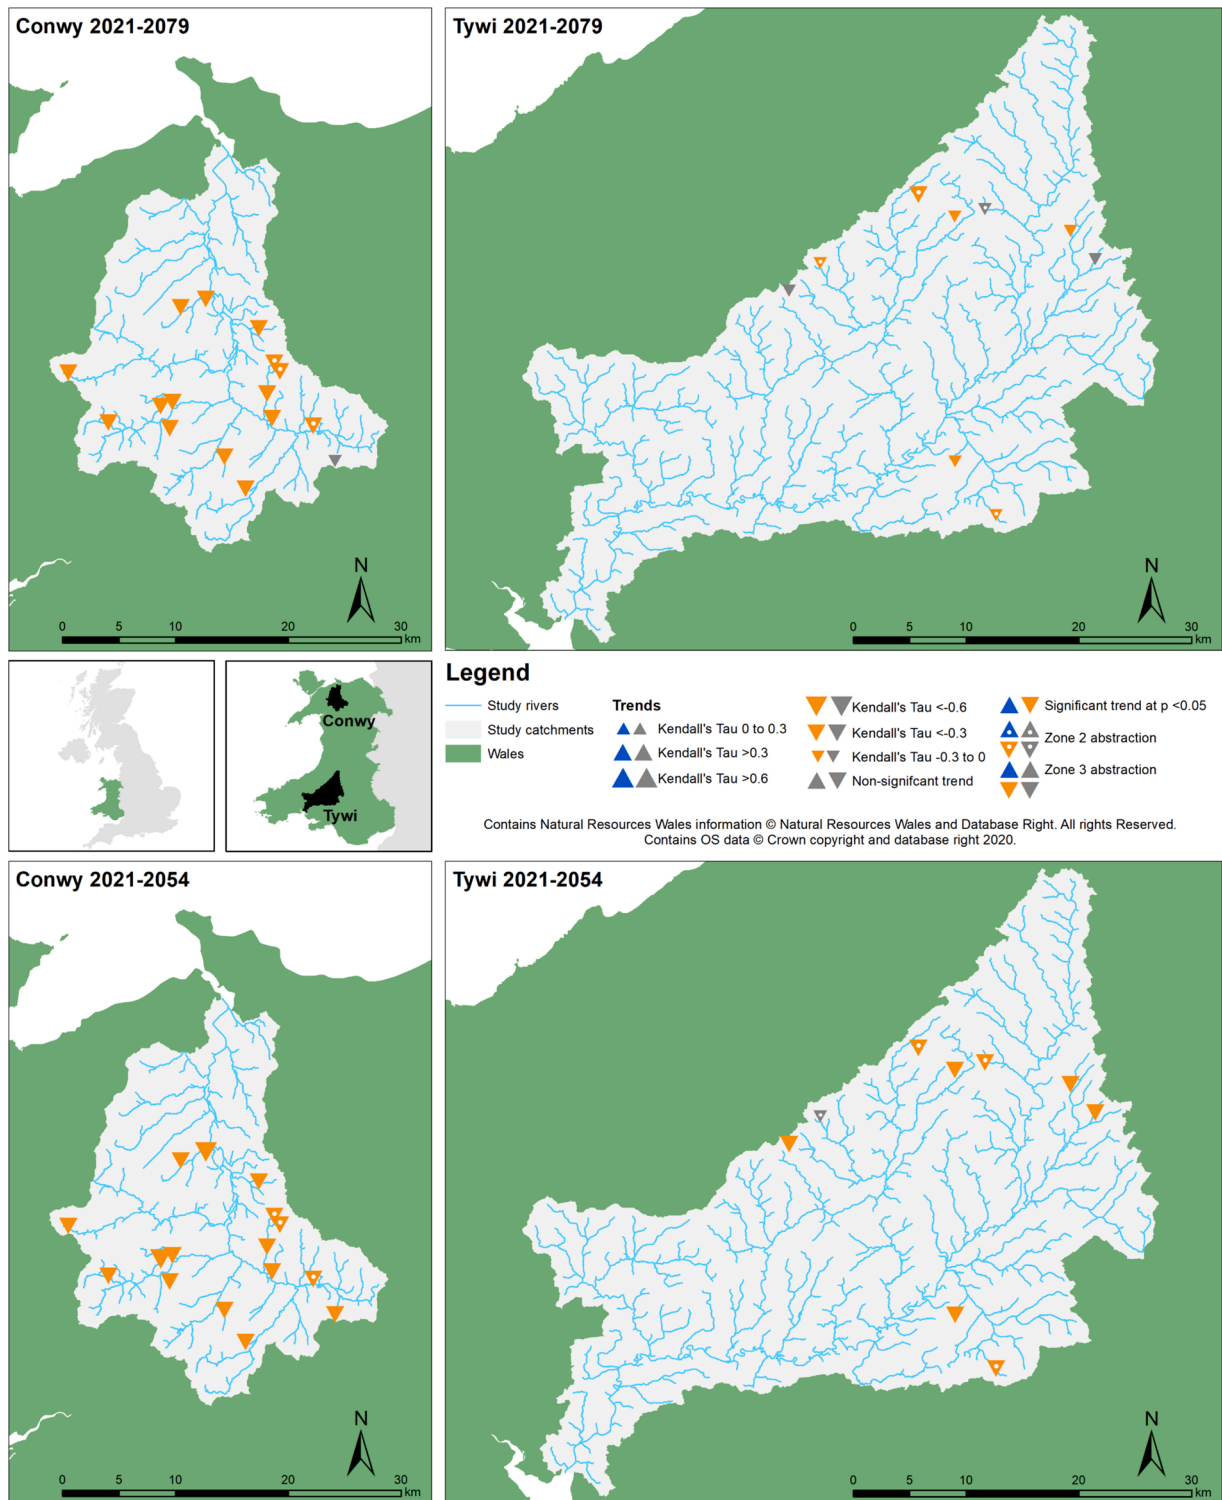 Conwy 2021-2079
N
0 5 10 20 30
km
Tywi 2021-2079
N
0 5 10 20 30
km
Conwy
Tywi
Legend
Study rivers
Study catchments
Wales
Trends
Kendall's Tau 0 to 0.3
Kendall's Tau >0.3
Kendall's Tau >0.6
Kendall's Tau <-0.6
Kendall's Tau <-0.3
Kendall's Tau -0.3 to 0
Non-signifcant trend
Significant trend at p <0.05
Zone 2 abstraction
Zone 3 abstraction
Contains Natural Resources Wales information © Natural Resources Wales and Database Right. All rights Reserved.
Contains OS data © Crown copyright and database right 2020.
Conwy 2021-2054
N
0 5 10 20 30
km
Tywi 2021-2054
N
0 5 10 20 30
km